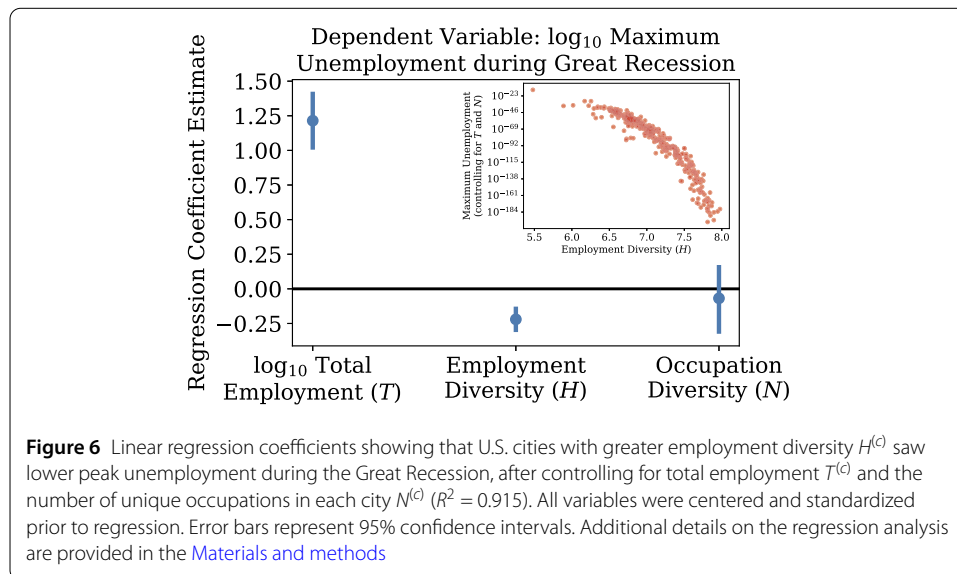 Dependent Variable: log₁₀ Maximum
Unemployment during Great Recession
Regression Coefficient Estimate
1.50
1.25
1.00
0.75
0.50
0.25
0.00
−0.25
Maximum Unemployment
(controlling for T and N)
10⁻²³
10⁻⁴⁶
10⁻⁶⁹
10⁻⁹²
10⁻¹¹⁵
10⁻¹³⁸
10⁻¹⁶¹
10⁻¹⁸⁴
5.5 6.0 6.5 7.0 7.5 8.0
Employment Diversity (H)
log₁₀ Total
Employment (T)
Employment
Diversity (H)
Occupation
Diversity (N)
Figure 6 Linear regression coefficients showing that U.S. cities with greater employment diversity H⁽ᶜ⁾ saw
lower peak unemployment during the Great Recession, after controlling for total employment T⁽ᶜ⁾ and the
number of unique occupations in each city N⁽ᶜ⁾ (R² = 0.915). All variables were centered and standardized
prior to regression. Error bars represent 95% confidence intervals. Additional details on the regression analysis
are provided in the Materials and methods